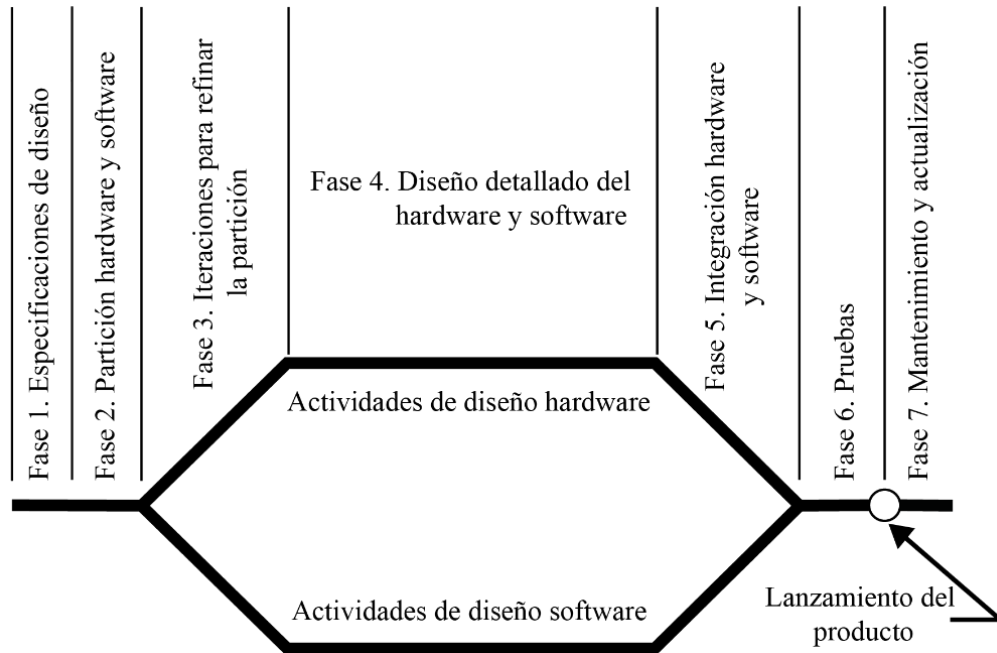 Fase 1. Especificaciones de diseño
Fase 2. Partición hardware y software
Fase 3. Iteraciones para refinar
la partición
Fase 4. Diseño detallado del
hardware y software
Fase 5. Integración hardware
y software
Fase 6. Pruebas
Fase 7. Mantenimiento y actualización
Actividades de diseño hardware
Actividades de diseño software
Lanzamiento del
producto